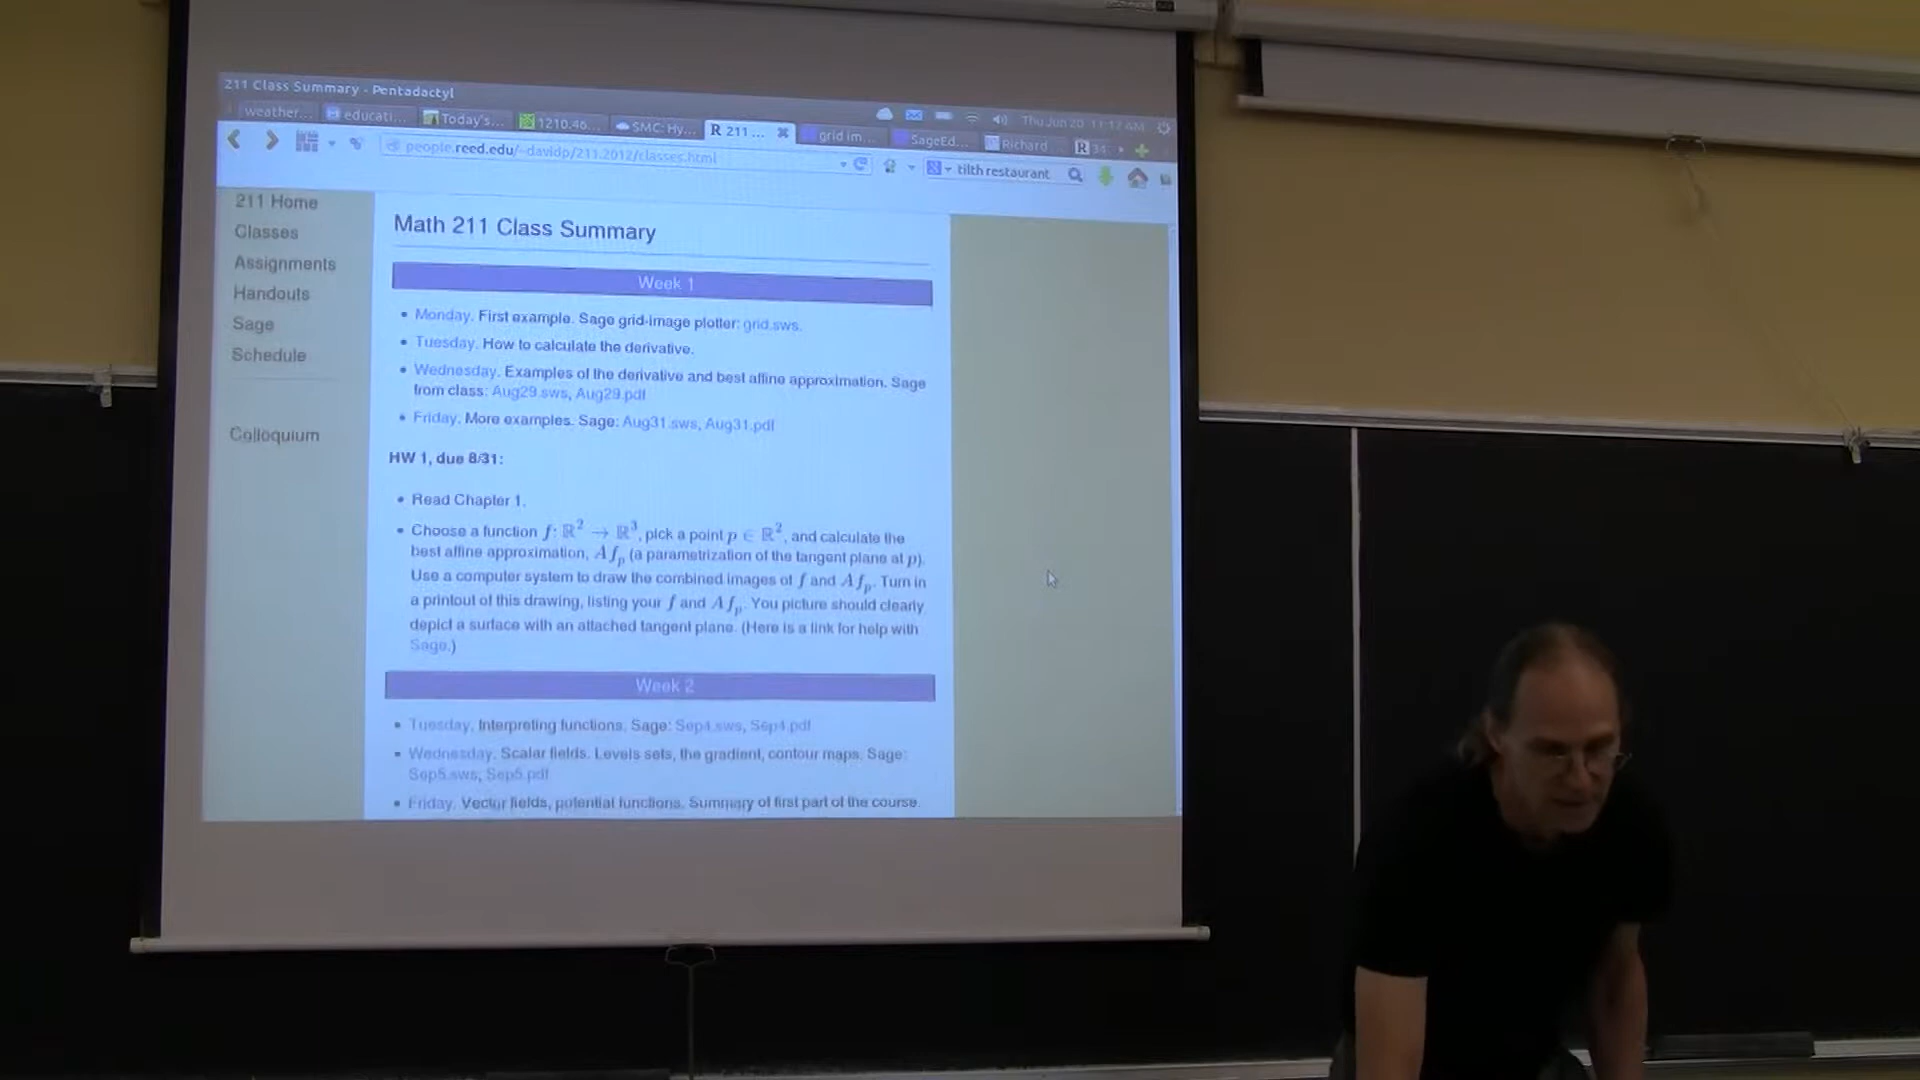 211 Class Summary - Pentadactyl
weather... educati... Today's... 1210.46... SMC: Hy... R 211 ... grid im... SageEd... Richard R 34:
Thu Jun 20 11:12 AM
people.reed.edu/~davidp/211.2012/classes.html
tilth restaurant
211 Home
Classes
Assignments
Handouts
Sage
Schedule
Colloquium
Math 211 Class Summary
Week 1
• Monday. First example. Sage grid-image plotter: grid.sws.
• Tuesday. How to calculate the derivative.
• Wednesday. Examples of the derivative and best affine approximation. Sage
from class: Aug29.sws, Aug29.pdf
• Friday. More examples. Sage: Aug31.sws, Aug31.pdf
HW 1, due 8/31:
• Read Chapter 1.
• Choose a function f: ℝ² → ℝ³, pick a point p ∈ ℝ², and calculate the
best affine approximation, Afₚ (a parametrization of the tangent plane at p).
Use a computer system to draw the combined images of f and Afₚ. Turn in
a printout of this drawing, listing your f and Afₚ. You picture should clearly
depict a surface with an attached tangent plane. (Here is a link for help with
Sage.)
Week 2
• Tuesday. Interpreting functions. Sage: Sep4.sws, Sep4.pdf
• Wednesday. Scalar fields. Levels sets, the gradient, contour maps. Sage:
Sep5.sws, Sep5.pdf
• Friday. Vector fields, potential functions. Summary of first part of the course.